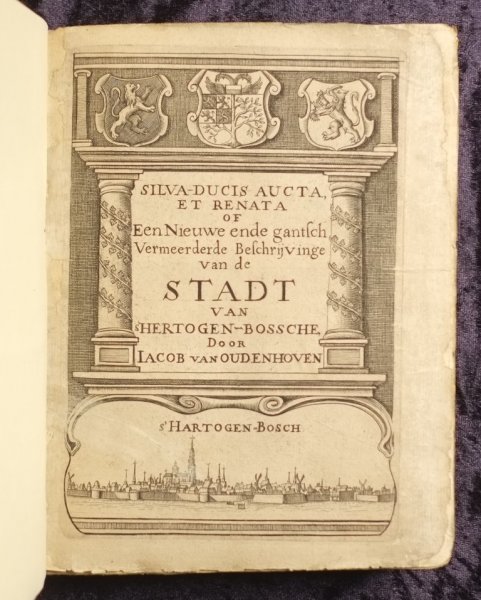 SILVA-DUCIS AUCTA,
ET RENATA
OF
Een Nieuwe ende gantsch
Vermeerderde Beschrijvinge
van de
STADT
VAN
s'HERTOGEN-BOSSCHE,
DOOR
IACOB VAN OUDENHOVEN
s'HARTOGEN-BOSCH